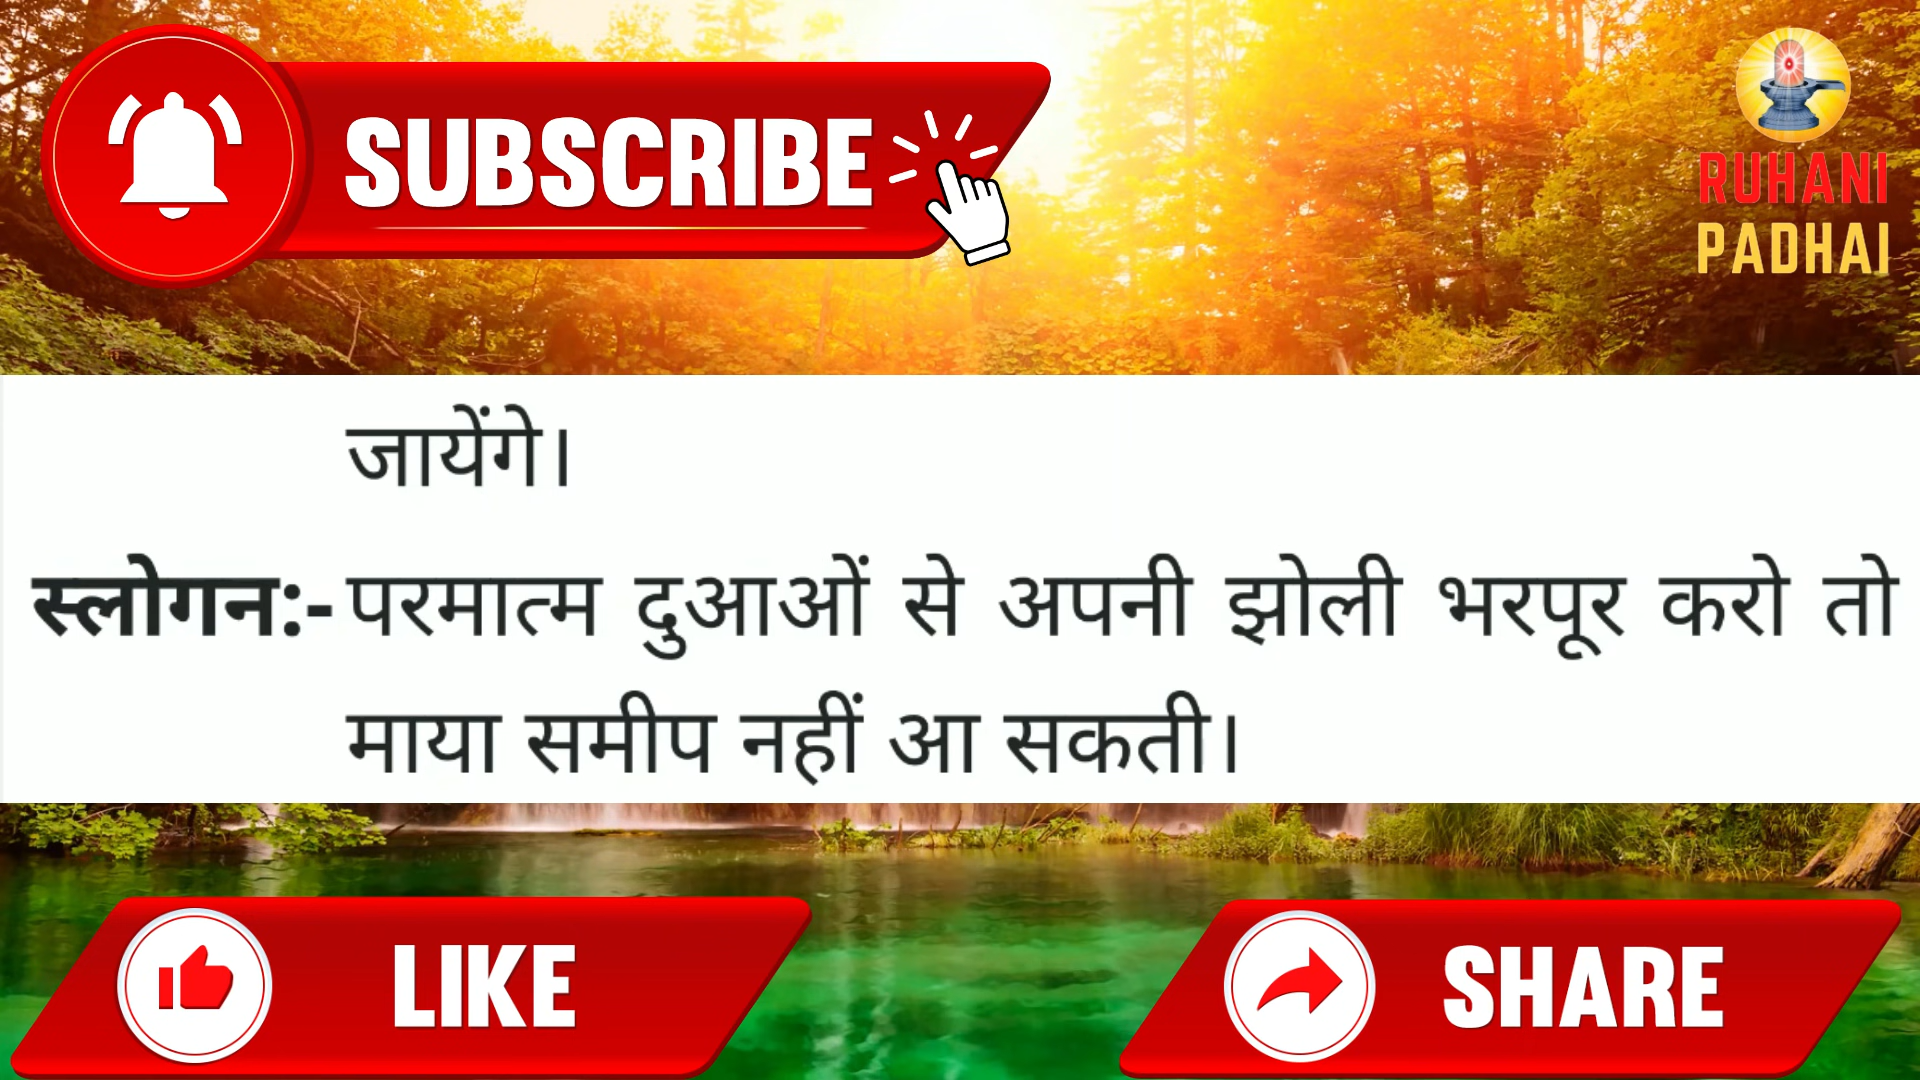 SUBSCRIBE
RUHANI
PADHAI
जायेंगे।
स्लोगन:- परमात्म दुआओं से अपनी झोली भरपूर करो तो
माया समीप नहीं आ सकती।
LIKE
SHARE